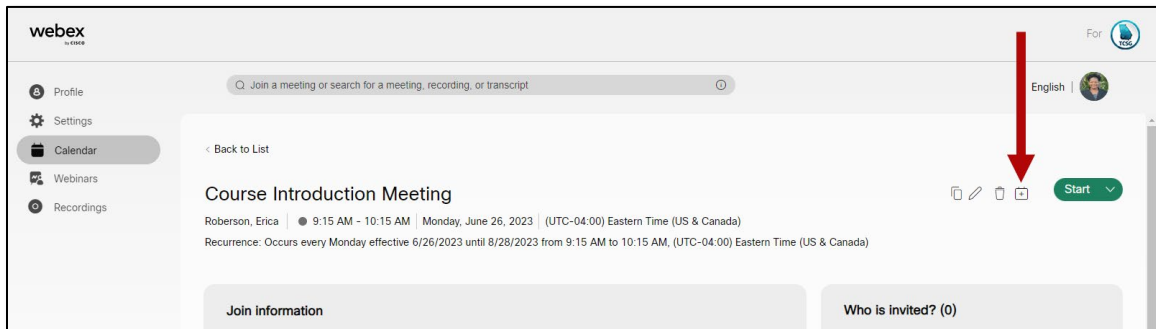 webex
by CISCO
For
TCSG
Profile
Join a meeting or search for a meeting, recording, or transcript
English
Settings
Calendar
< Back to List
Webinars
Course Introduction Meeting
Start
Recordings
Roberson, Erica | 9:15 AM - 10:15 AM | Monday, June 26, 2023 | (UTC-04:00) Eastern Time (US & Canada)
Recurrence: Occurs every Monday effective 6/26/2023 until 8/28/2023 from 9:15 AM to 10:15 AM, (UTC-04:00) Eastern Time (US & Canada)
Join information
Who is invited? (0)